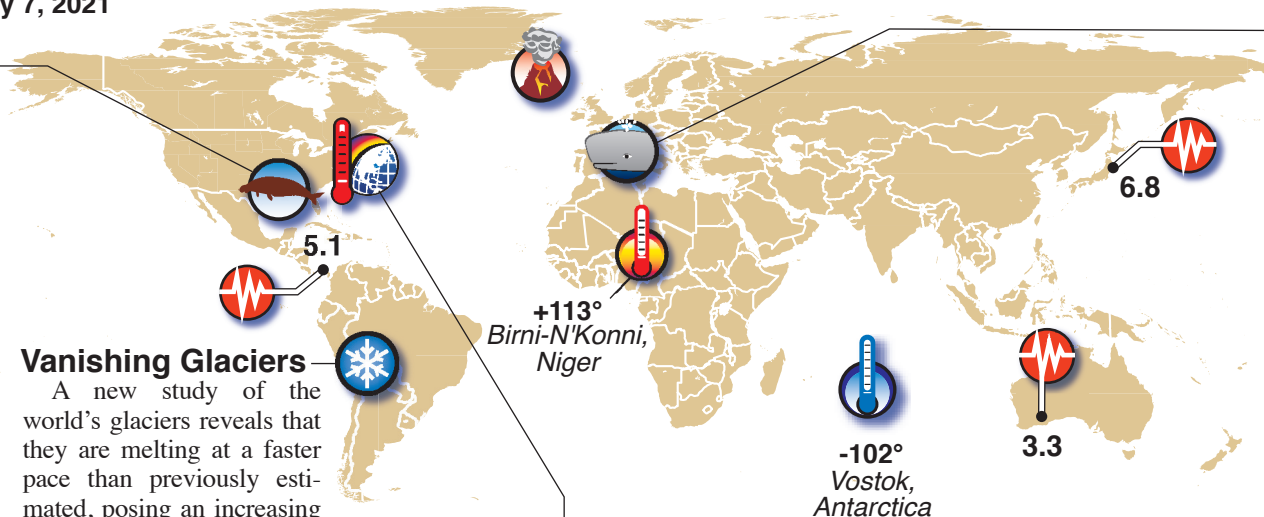 y 7, 2021
6.8
5.1
+113°
Birni-N'Konni,
Niger
Vanishing Glaciers
A new study of the
world's glaciers reveals that
they are melting at a faster
pace than previously esti-
mated, posing an increasing
3.3
-102°
Vostok,
Antarctica